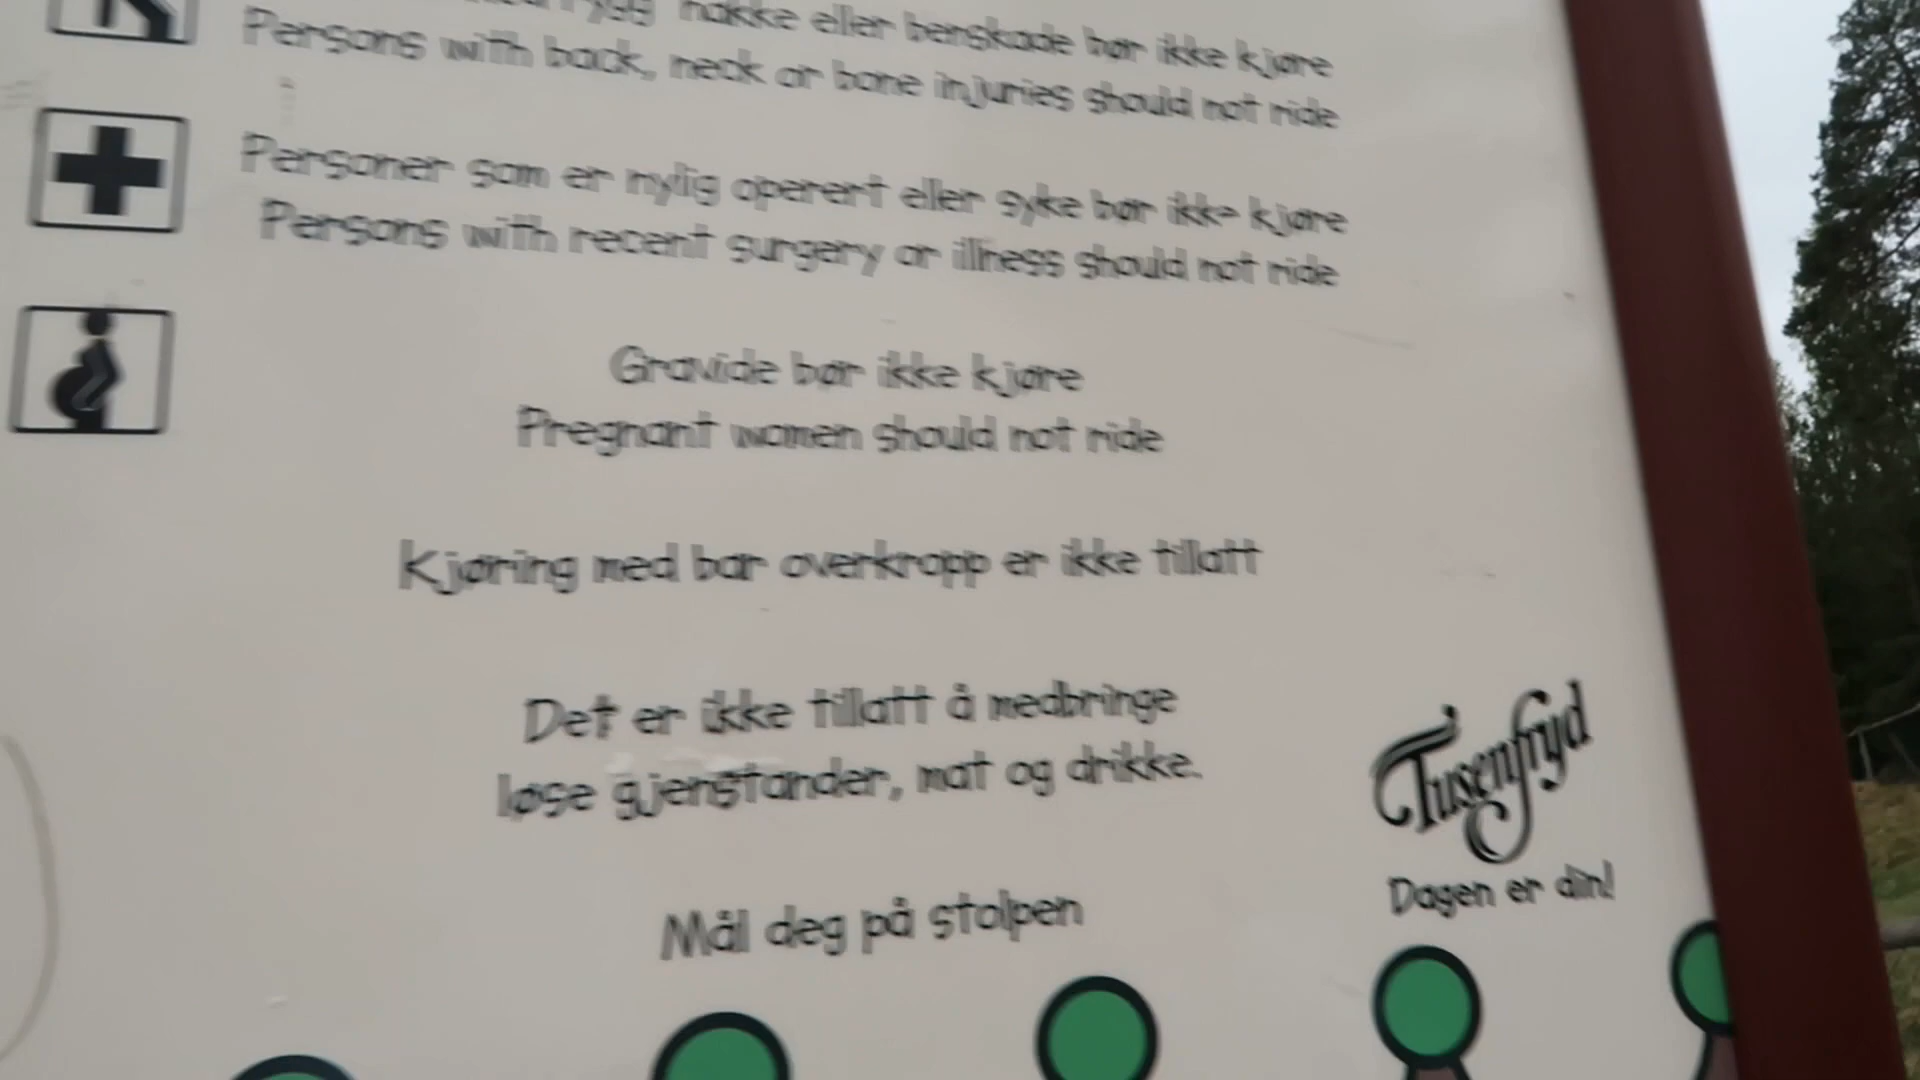 nakke eller benskade bør ikke kjøre
Persons with back, neck or bone injuries should not ride
Personer som er nylig operert eller syke bør ikke kjøre
Persons with recent surgery or illness should not ride
Gravide bør ikke kjøre
Pregnant women should not ride
Kjøring med bar overkropp er ikke tillatt
Det er ikke tillatt å medbringe
løse gjenstander, mat og drikke.
Mål deg på stolpen
Tusenfryd
Dagen er din!